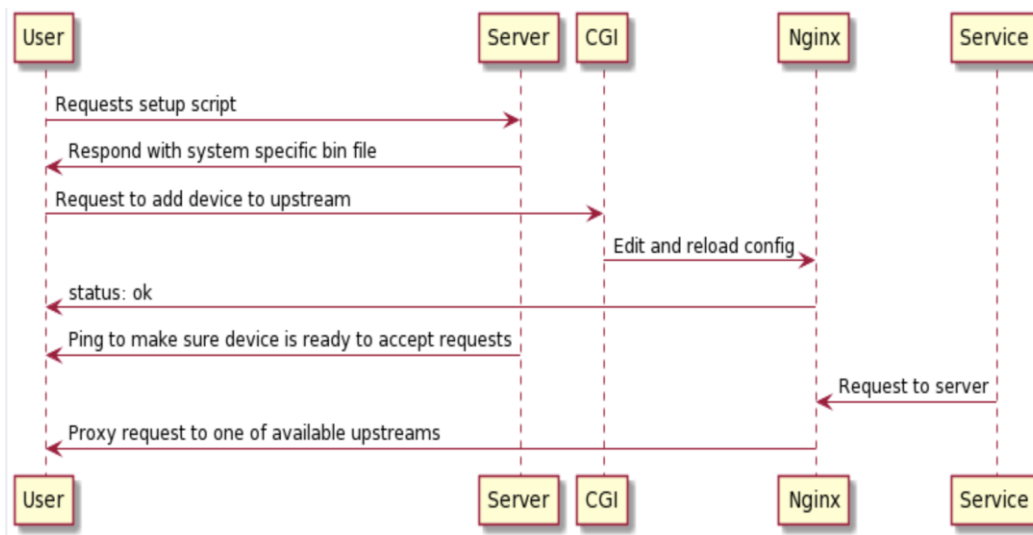 User
Server
CGI
Nginx
Service
Requests setup script
Respond with system specific bin file
Request to add device to upstream
Edit and reload config
status: ok
Ping to make sure device is ready to accept requests
Request to server
Proxy request to one of available upstreams
User
Server
CGI
Nginx
Service